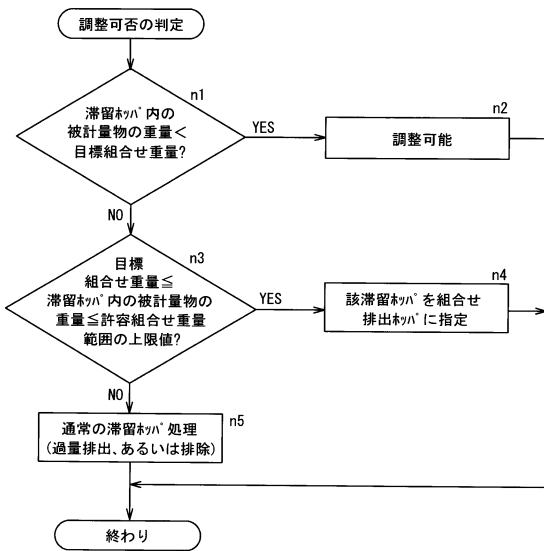 調整可否の判定
n1
滞留ホッパ内の
被計量物の重量<
目標組合せ重量?
YES
n2
調整可能
NO
n3
目標
組合せ重量≦
滞留ホッパ内の被計量物の
重量≦許容組合せ重量
範囲の上限値?
YES
n4
該滞留ホッパを組合せ
排出ホッパに指定
NO
n5
通常の滞留ホッパ処理
(過量排出、あるいは排除)
終わり